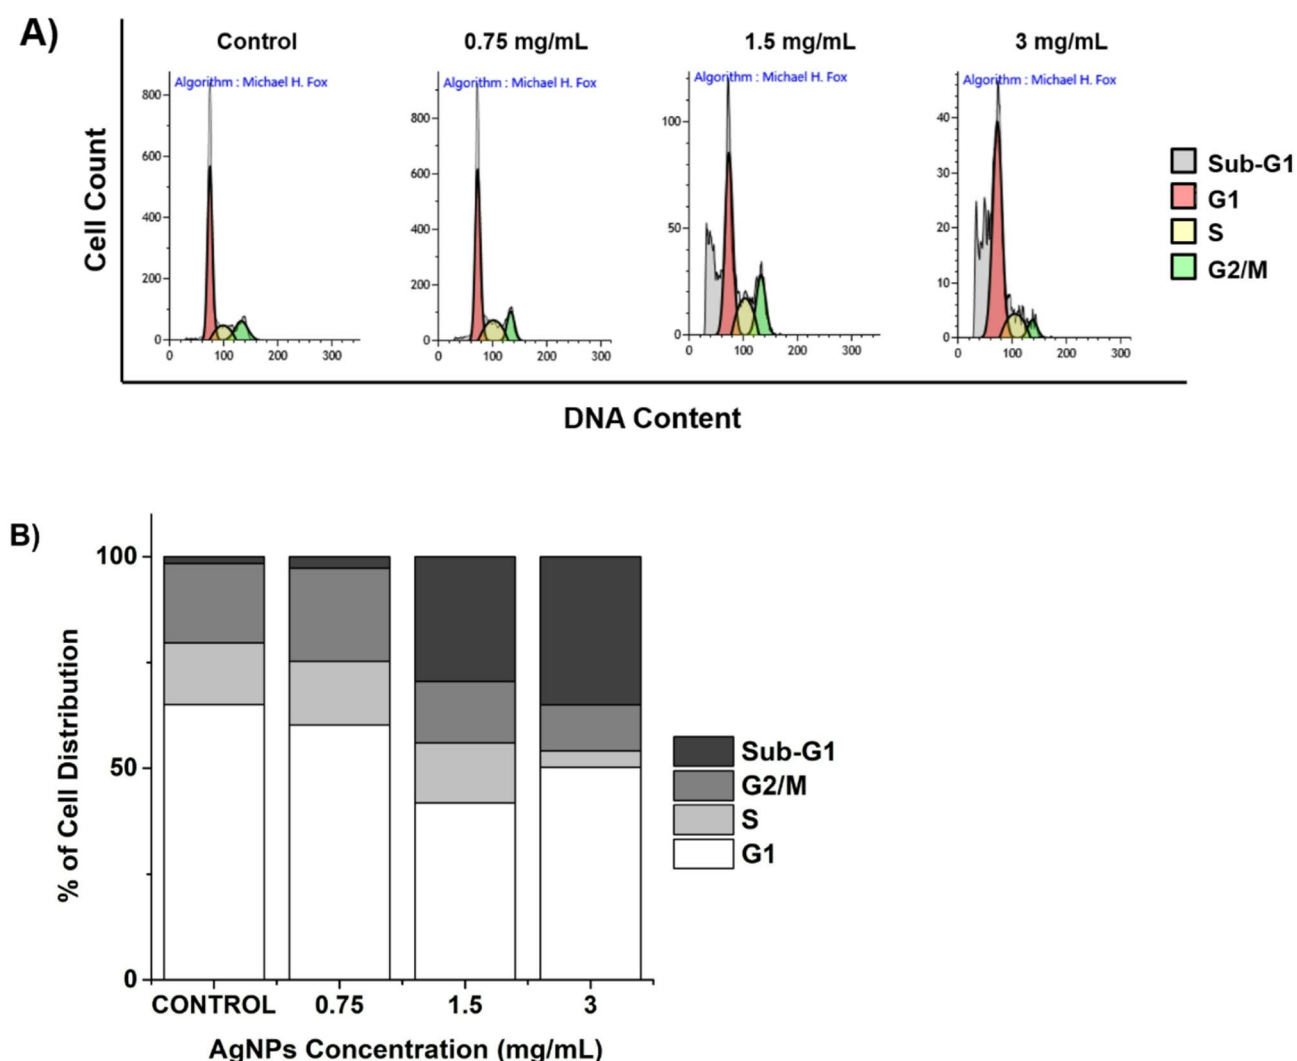 A)
Control
0.75 mg/mL
1.5 mg/mL
3 mg/mL
Algorithm : Michael H. Fox
Algorithm : Michael H. Fox
Algorithm : Michael H. Fox
Algorithm : Michael H. Fox
Cell Count
800
600
400
200
0
0 100 200 300
800
600
400
200
0
0 100 200 300
100
50
0
0 100 200 300
40
30
20
10
0
0 100 200 300
Sub-G1
G1
S
G2/M
DNA Content
B)
% of Cell Distribution
100
50
0
CONTROL 0.75 1.5 3
AgNPs Concentration (mg/mL)
Sub-G1
G2/M
S
G1